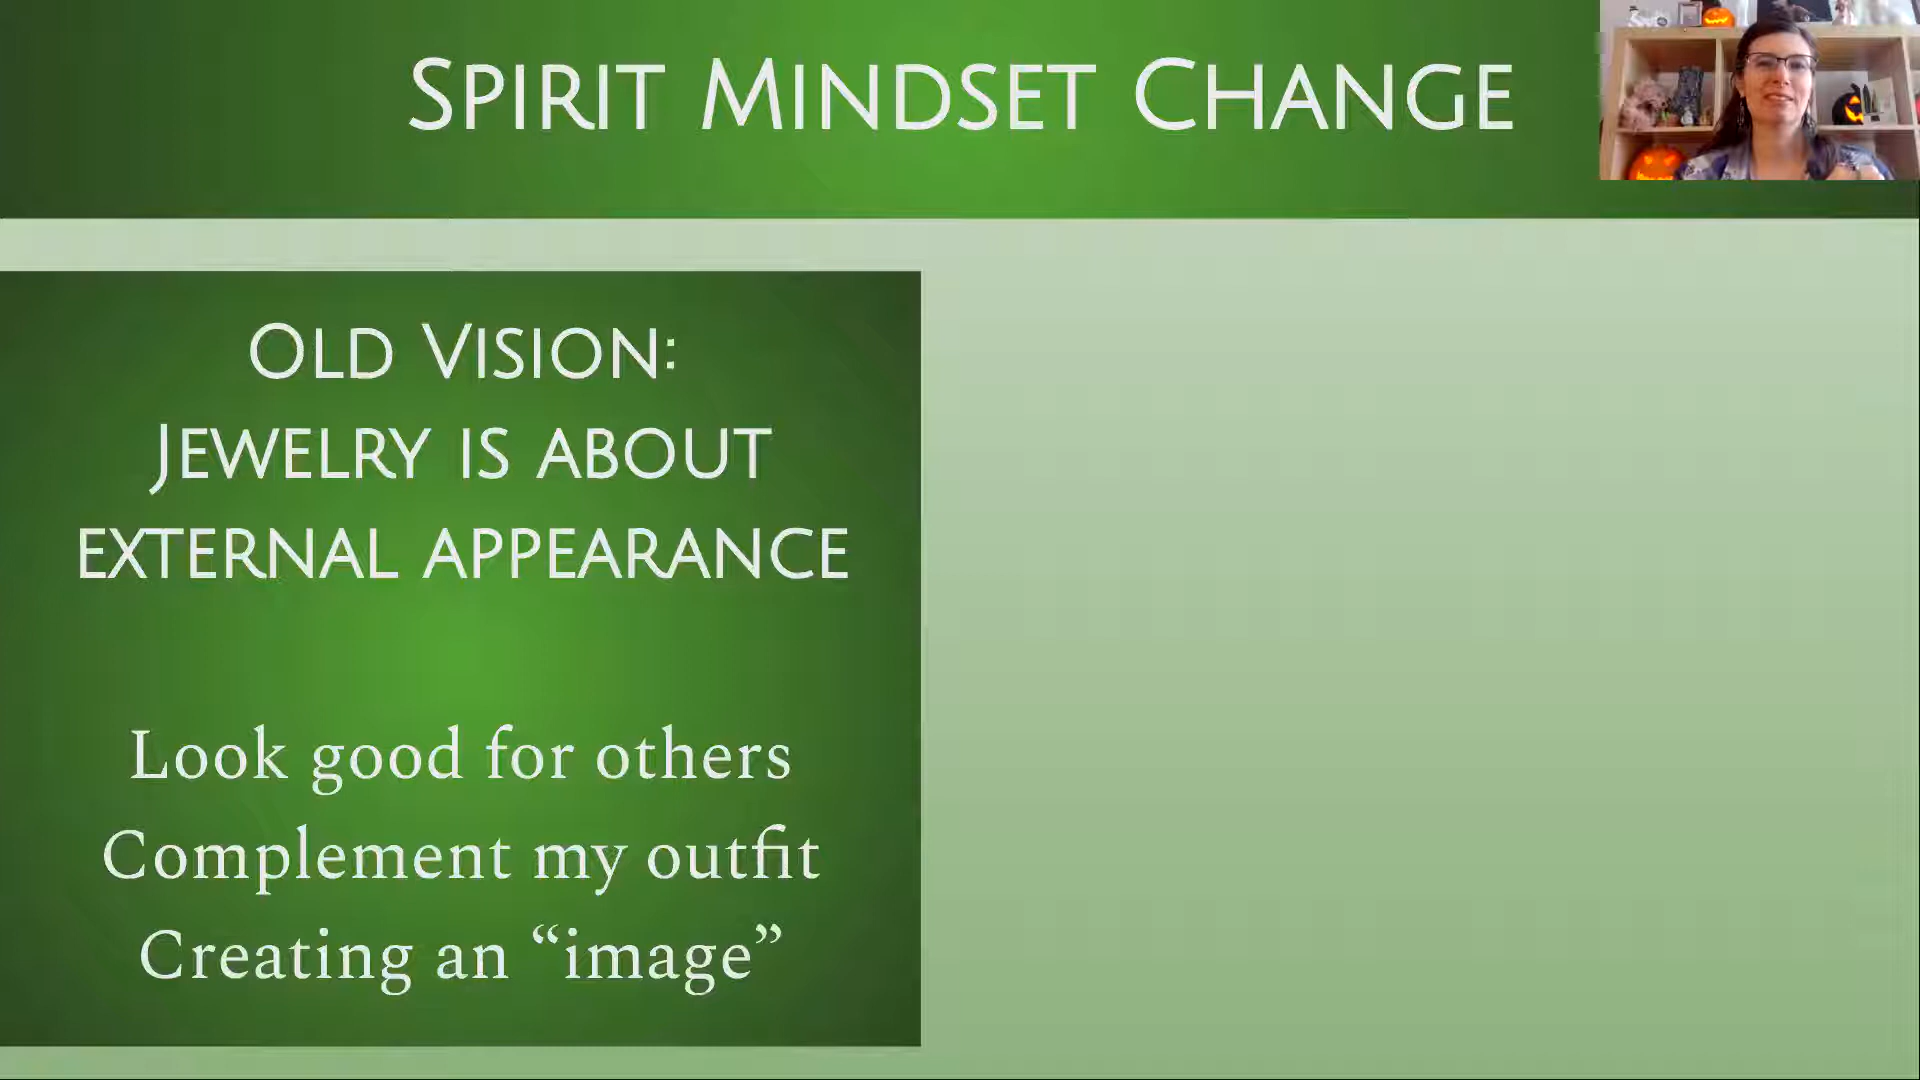 Spirit Mindset Change
Old Vision:
Jewelry is about
external appearance
Look good for others
Complement my outfit
Creating an “image”